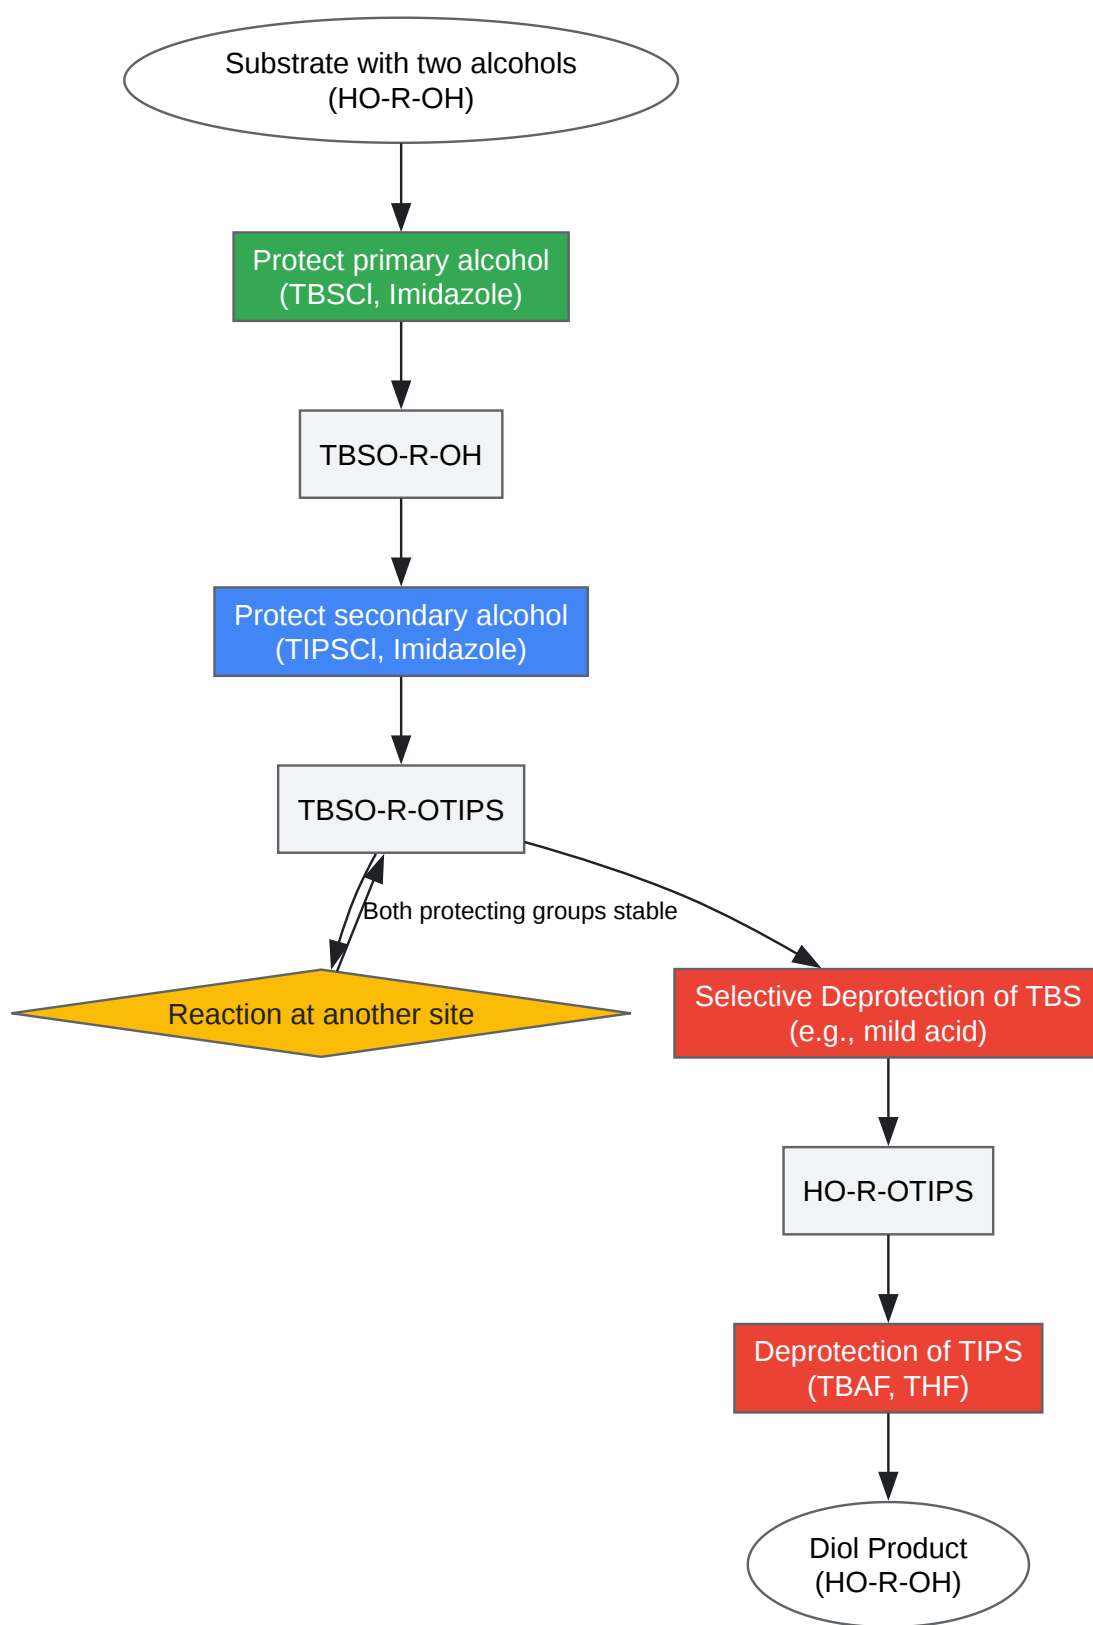 Substrate with two alcohols
(HO-R-OH)
Protect primary alcohol
(TBSCl, Imidazole)
TBSO-R-OH
Protect secondary alcohol
(TIPSCl, Imidazole)
TBSO-R-OTIPS
Both protecting groups stable
Reaction at another site
Selective Deprotection of TBS
(e.g., mild acid)
HO-R-OTIPS
Deprotection of TIPS
(TBAF, THF)
Diol Product
(HO-R-OH)